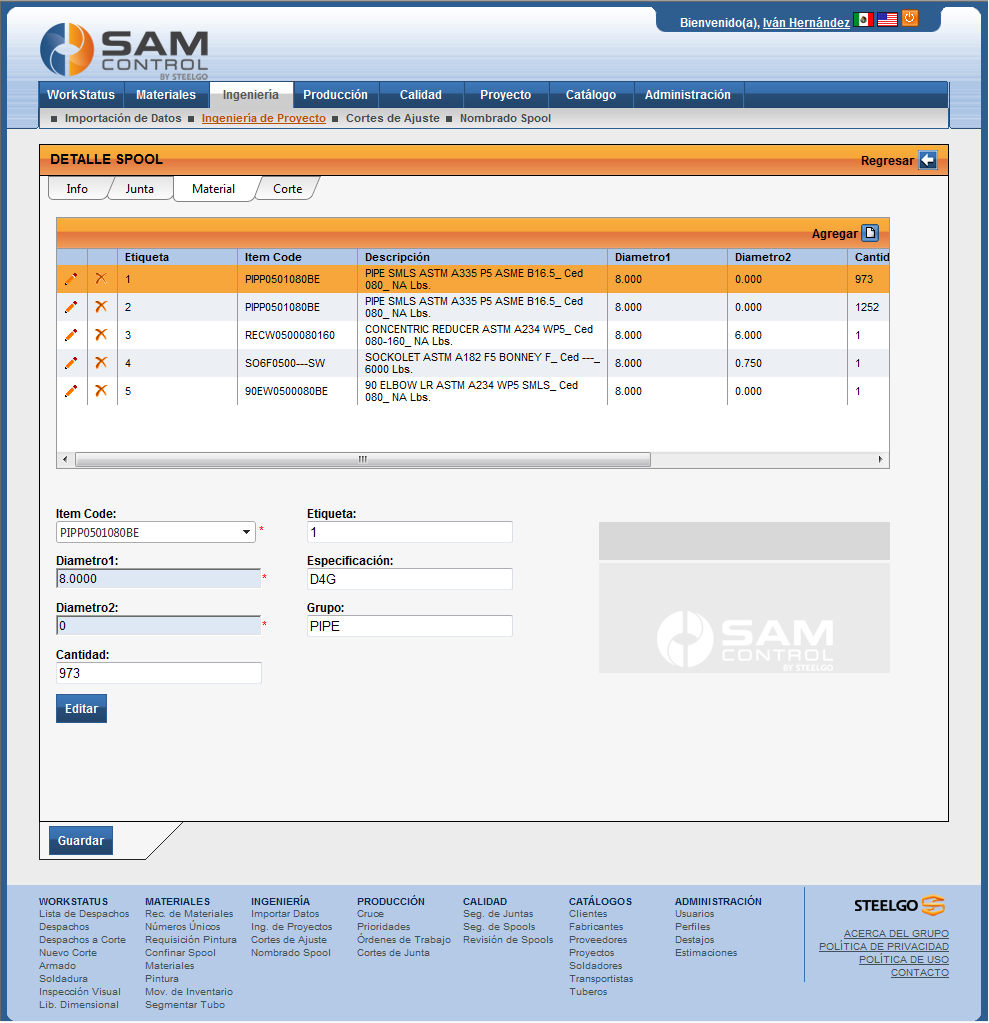 Bienvenido(a), Iván Hernández
SAM
CONTROL
BY STEELGO
WorkStatus Materiales Ingeniería Producción Calidad Proyecto Catálogo Administración
Importación de Datos Ingeniería de Proyecto Cortes de Ajuste Nombrado Spool
DETALLE SPOOL Regresar
Info Junta Material Corte
Agregar
Etiqueta Item Code Descripción Diametro1 Diametro2 Cantid
1 PIPP0501080BE PIPE SMLS ASTM A335 P5 ASME B16.5_ Ced 8.000 0.000 973
080_ NA Lbs.
2 PIPP0501080BE PIPE SMLS ASTM A335 P5 ASME B16.5_ Ced 8.000 0.000 1252
080_ NA Lbs.
3 RECW0500080160 CONCENTRIC REDUCER ASTM A234 WP5_ Ced 8.000 6.000 1
080-160_ NA Lbs.
4 SO6F0500---SW SOCKOLET ASTM A182 F5 BONNEY F_ Ced ---_ 8.000 0.750 1
6000 Lbs.
5 90EW0500080BE 90 ELBOW LR ASTM A234 WP5 SMLS_ Ced 8.000 0.000 1
080_ NA Lbs.
Item Code: Etiqueta:
PIPP0501080BE * 1
Diametro1: Especificación:
8.0000 * D4G
Diametro2: Grupo:
0 * PIPE
Cantidad:
973
SAM
CONTROL
BY STEELGO
Editar
Guardar
WORKSTATUS MATERIALES INGENIERÍA PRODUCCIÓN CALIDAD CATÁLOGOS ADMINISTRACIÓN
Lista de Despachos Rec. de Materiales Importar Datos Cruce Seg. de Juntas Clientes Usuarios
Despachos Números Únicos Ing. de Proyectos Prioridades Seg. de Spools Fabricantes Perfiles
Despachos a Corte Requisición Pintura Cortes de Ajuste Órdenes de Trabajo Revisión de Spools Proveedores Destajos
Nuevo Corte Confinar Spool Nombrado Spool Cortes de Junta Proyectos Estimaciones
Armado Materiales Soldadores
Soldadura Pintura Transportistas
Inspección Visual Mov. de Inventario Tuberos
Lib. Dimensional Segmentar Tubo
STEELGO
ACERCA DEL GRUPO
POLÍTICA DE PRIVACIDAD
POLÍTICA DE USO
CONTACTO